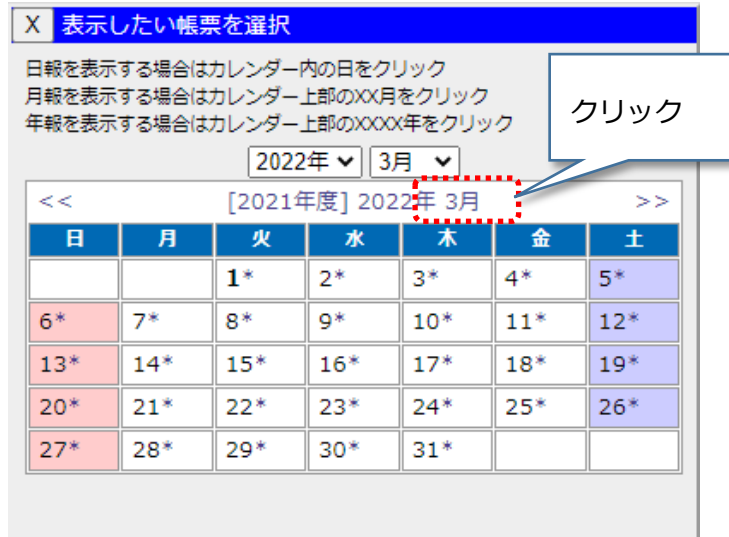 X 表示したい帳票を選択
日報を表示する場合はカレンダー内の日をクリック
月報を表示する場合はカレンダー上部のXX月をクリック
年報を表示する場合はカレンダー上部のXXXX年をクリック
クリック
2022年 3月
<< [2021年度] 2022年 3月 >>
日 月 火 水 木 金 土
1* 2* 3* 4* 5*
6* 7* 8* 9* 10* 11* 12*
13* 14* 15* 16* 17* 18* 19*
20* 21* 22* 23* 24* 25* 26*
27* 28* 29* 30* 31*